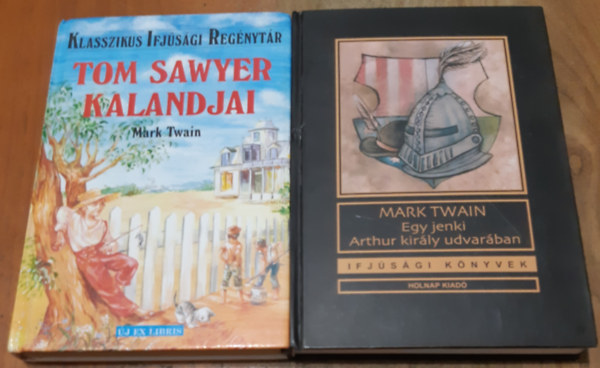 KLASSZIKUS IFJÚSÁGI REGÉNYTÁR
TOM SAWYER
KALANDJAI
Mark Twain
ÚJ EX LIBRIS
MARK TWAIN
Egy jenki
Arthur király udvarában
IFJÚSÁGI KÖNYVEK
HOLNAP KIADÓ